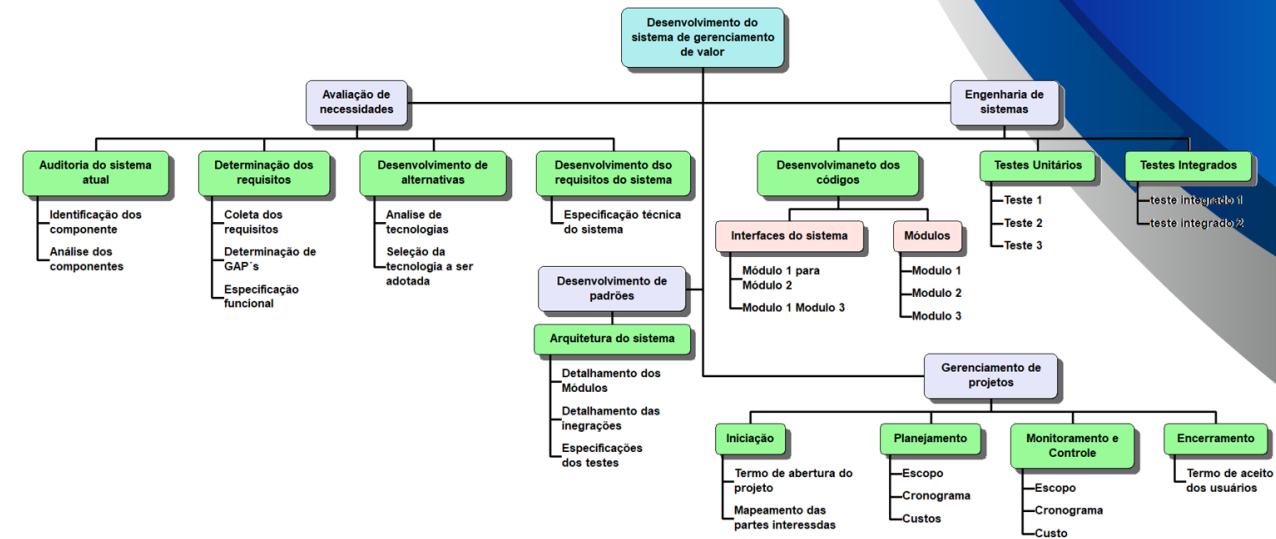 Desenvolvimento do
sistema de gerenciamento
de valor
Avaliação de
necessidades
Engenharia de
sistemas
Auditoria do sistema
atual
Identificação dos
componente
Análise dos
componentes
Determinação dos
requisitos
Coleta dos
requisitos
Determinação de
GAP´s
Especificação
funcional
Desenvolvimento de
alternativas
Analise de
tecnologias
Seleção da
tecnologia a ser
adotada
Desenvolvimento dso
requisitos do sistema
Especificação técnica
do sistema
Desenvolvimaneto dos
códigos
Interfaces do sistema
Módulo 1 para
Módulo 2
Modulo 1 Modulo 3
Módulos
Modulo 1
Modulo 2
Modulo 3
Testes Unitários
Teste 1
Teste 2
Teste 3
Testes Integrados
teste integrado 1
teste integrado 2
Desenvolvimento de
padrões
Arquitetura do sistema
Detalhamento dos
Módulos
Detalhamento das
inegrações
Especificações
dos testes
Gerenciamento de
projetos
Iniciação
Termo de abertura do
projeto
Mapeamento das
partes interessdas
Planejamento
Escopo
Cronograma
Custos
Monitoramento e
Controle
Escopo
Cronograma
Custo
Encerramento
Termo de aceito
dos usuários